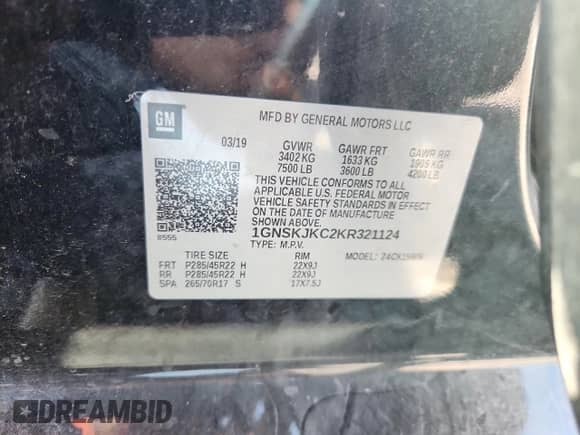 GM
MFD BY GENERAL MOTORS LLC
03/19 GVWR GAWR FRT GAWR RR
3402 KG 1633 KG 1905 KG
7500 LB 3600 LB 4200 LB
THIS VEHICLE CONFORMS TO ALL
APPLICABLE U.S. FEDERAL MOTOR
VEHICLE SAFETY STANDARDS IN EFFECT
ON THE DATE OF MANUFACTURE
SHOWN ABOVE.
1GNSKJKC2KR321124
TYPE: M.P.V. MODEL:
TIRE SIZE RIM
FRT P285/45R22 H 22X9J
RR P285/45R22 H 22X9J
SPA 265/70R17 S 17X7.5J
DREAMBID